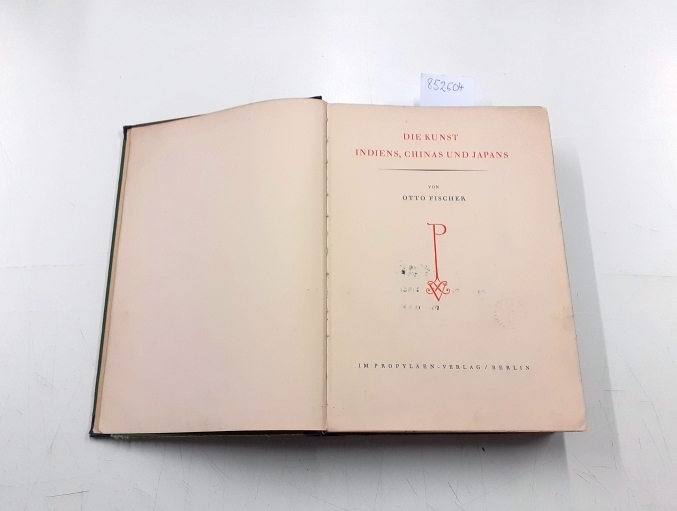 852604
DIE KUNST
INDIENS, CHINAS UND JAPANS
VON
OTTO FISCHER
P
IM PROPYLÄEN-VERLAG / BERLIN